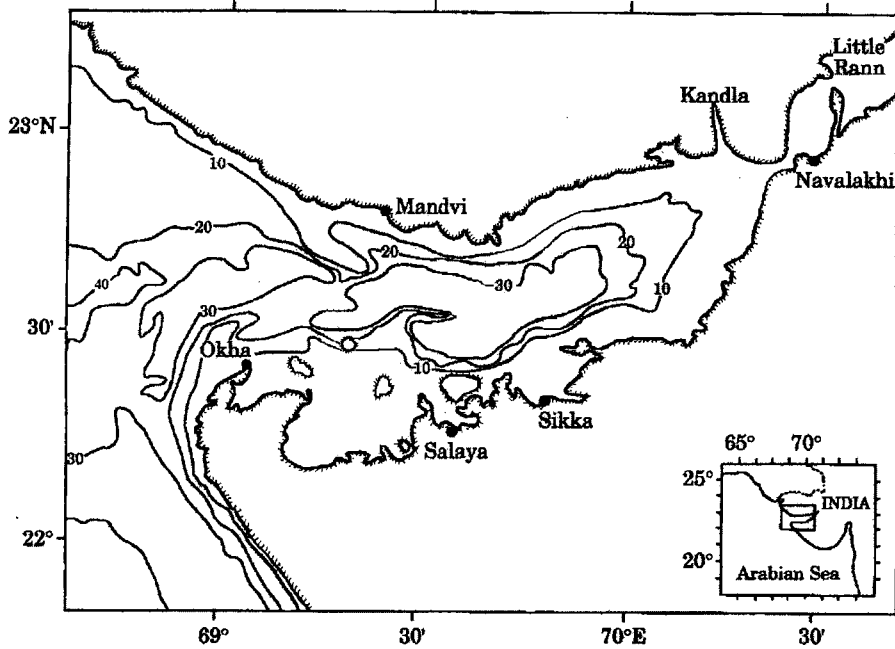 Little
Rann
Kandla
23°N
Navalakhi
10
Mandvi
20
20
20
40
30
10
30
30'
Okha
10
Sikka
Salaya
30
65° 70°
25°
INDIA
22°
20°
Arabian Sea
69° 30' 70°E 30'